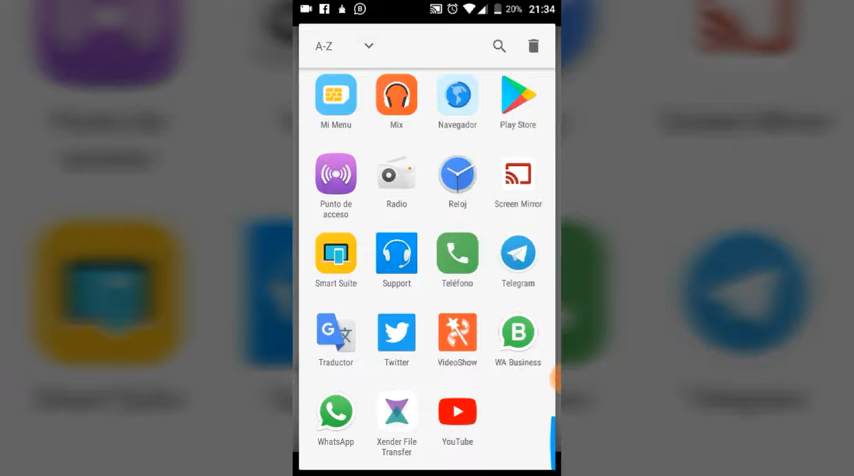 20% 21:34
A-Z
Mi Menu Mix Navegador Play Store
Punto de Radio Reloj Screen Mirror
acceso
Smart Suite Support Teléfono Telegram
Traductor Twitter VideoShow WA Business
WhatsApp Xender File YouTube
Transfer